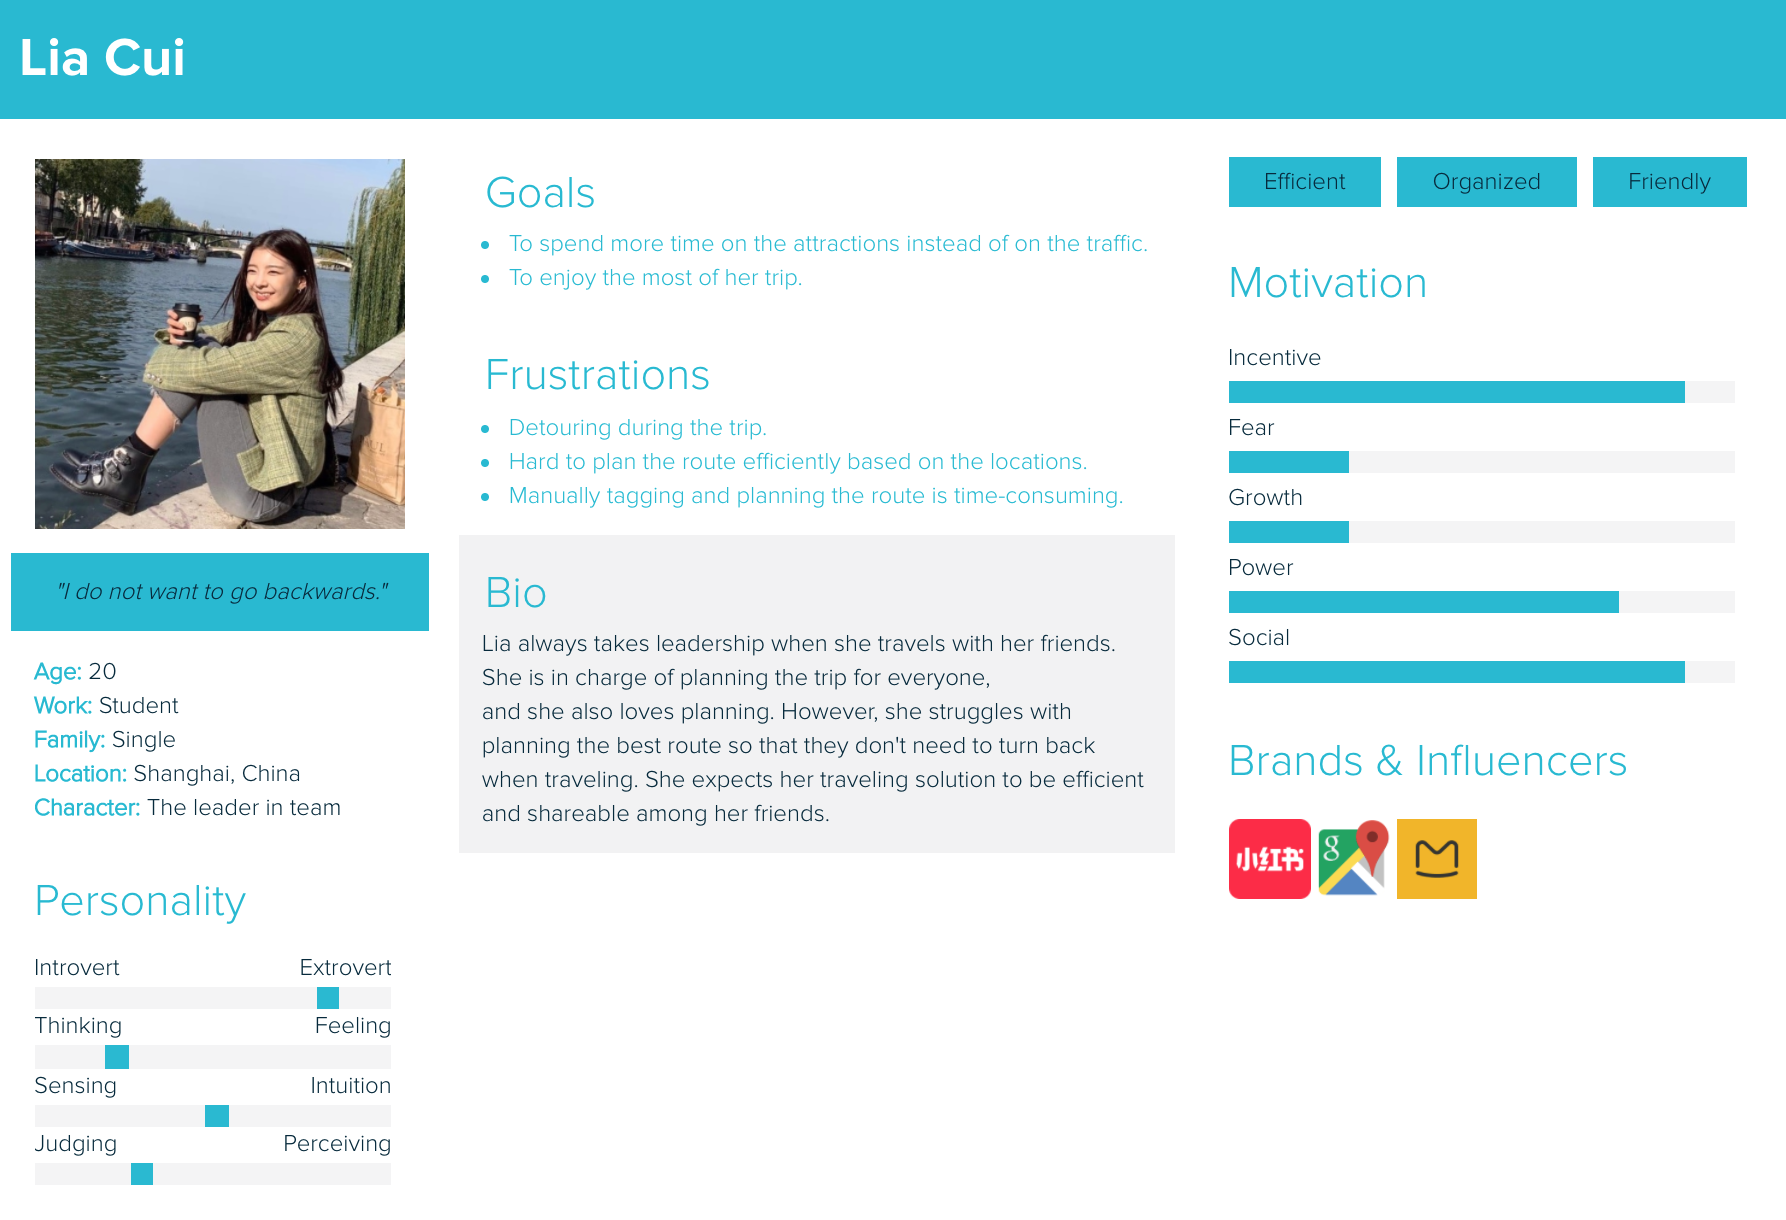 Lia Cui
"I do not want to go backwards."
Age: 20
Work: Student
Family: Single
Location: Shanghai, China
Character: The leader in team
Personality
Introvert Extrovert
Thinking Feeling
Sensing Intuition
Judging Perceiving
Goals
To spend more time on the attractions instead of on the traffic.
To enjoy the most of her trip.
Frustrations
Detouring during the trip.
Hard to plan the route efficiently based on the locations.
Manually tagging and planning the route is time-consuming.
Bio
Lia always takes leadership when she travels with her friends.
She is in charge of planning the trip for everyone,
and she also loves planning. However, she struggles with
planning the best route so that they don't need to turn back
when traveling. She expects her traveling solution to be efficient
and shareable among her friends.
Efficient Organized Friendly
Motivation
Incentive
Fear
Growth
Power
Social
Brands & Influencers
小红书 g